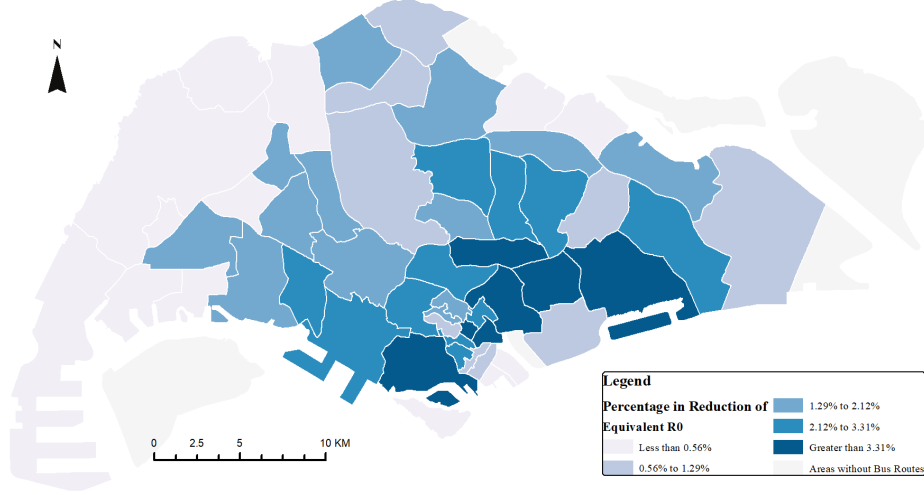 N
0 2.5 5 10 KM
Legend
Percentage in Reduction of
Equivalent R0
Less than 0.56%
0.56% to 1.29%
1.29% to 2.12%
2.12% to 3.31%
Greater than 3.31%
Areas without Bus Routes